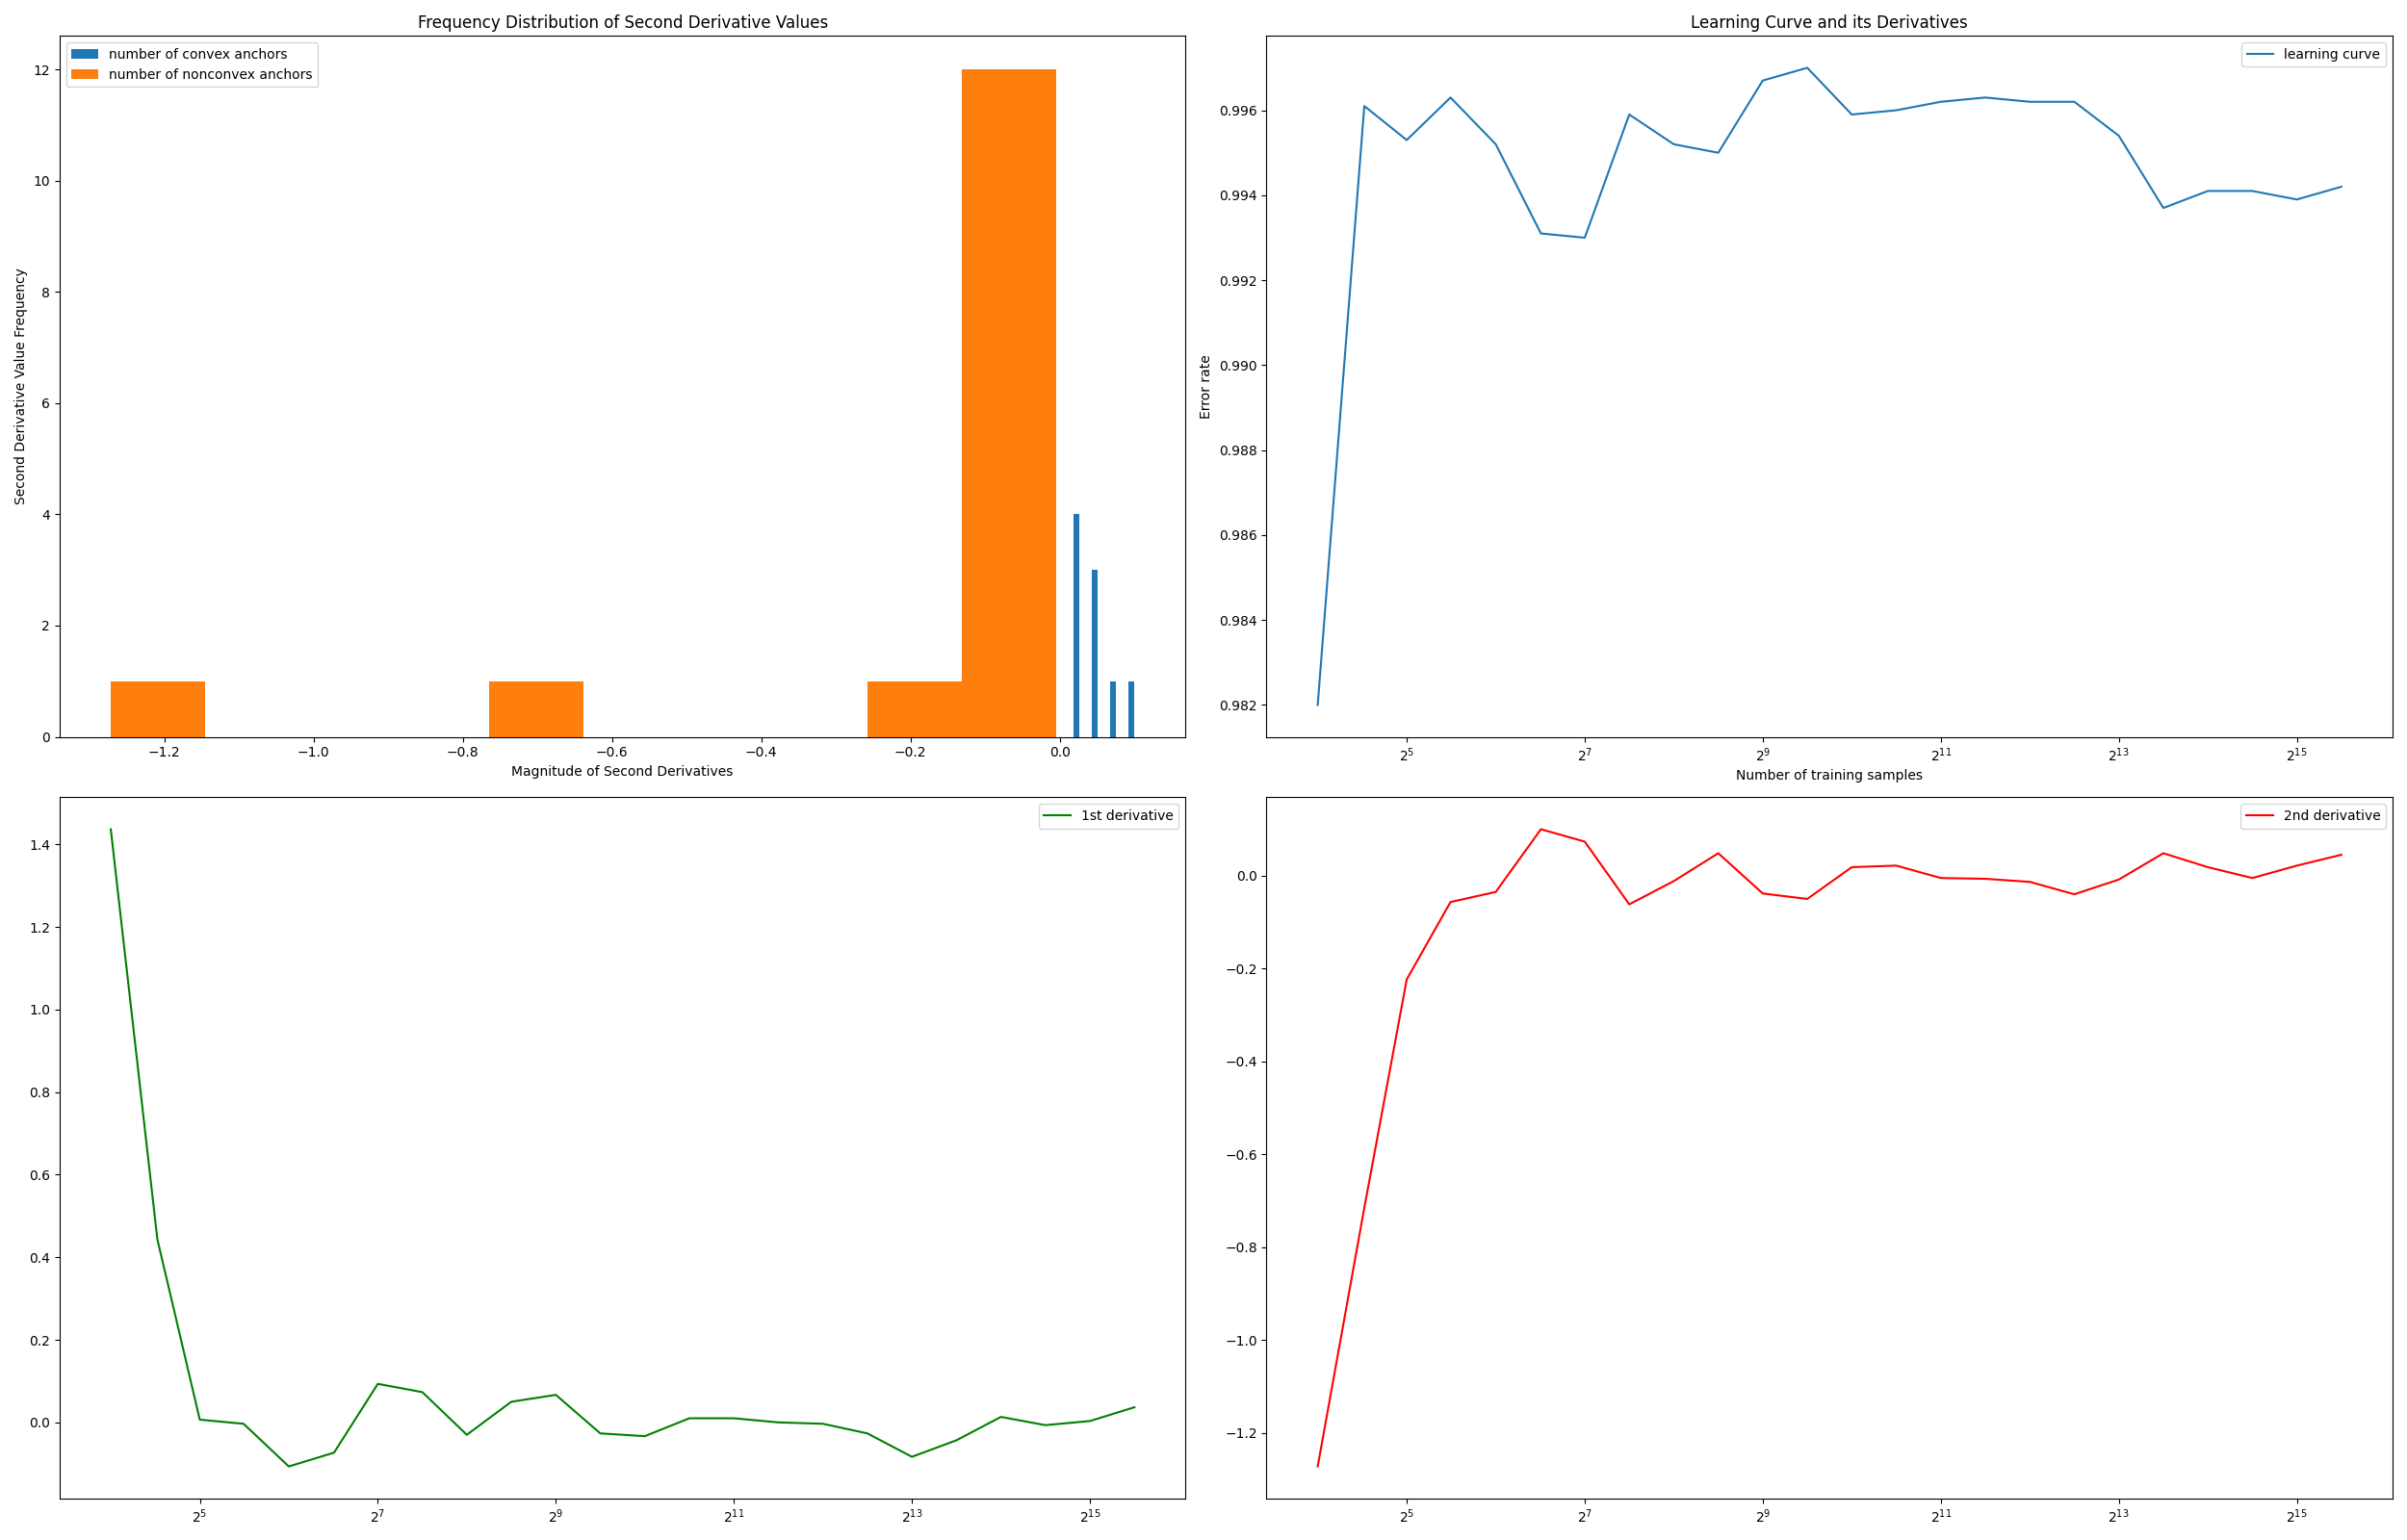 Frequency Distribution of Second Derivative Values
number of convex anchors
number of nonconvex anchors
Second Derivative Value Frequency
12
10
8
6
4
2
0
−1.2 −1.0 −0.8 −0.6 −0.4 −0.2 0.0
Magnitude of Second Derivatives
Learning Curve and its Derivatives
learning curve
Error rate
0.996
0.994
0.992
0.990
0.988
0.986
0.984
0.982
2^5 2^7 2^9 2^11 2^13 2^15
Number of training samples
1st derivative
1.4
1.2
1.0
0.8
0.6
0.4
0.2
0.0
2^5 2^7 2^9 2^11 2^13 2^15
2nd derivative
0.0
−0.2
−0.4
−0.6
−0.8
−1.0
−1.2
2^5 2^7 2^9 2^11 2^13 2^15